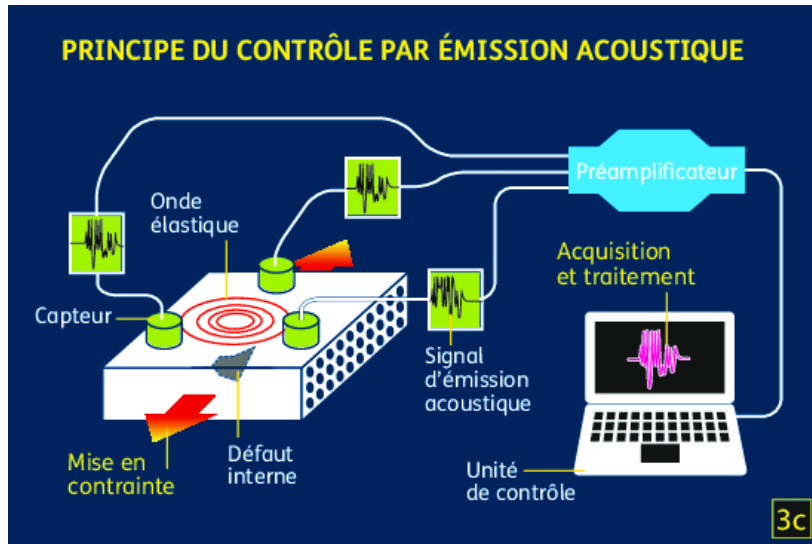 PRINCIPE DU CONTRÔLE PAR ÉMISSION ACOUSTIQUE
Onde
élastique
Préamplificateur
Capteur
Acquisition
et traitement
Signal
d'émission
acoustique
Mise en
contrainte
Défaut
interne
Unité
de contrôle
3c